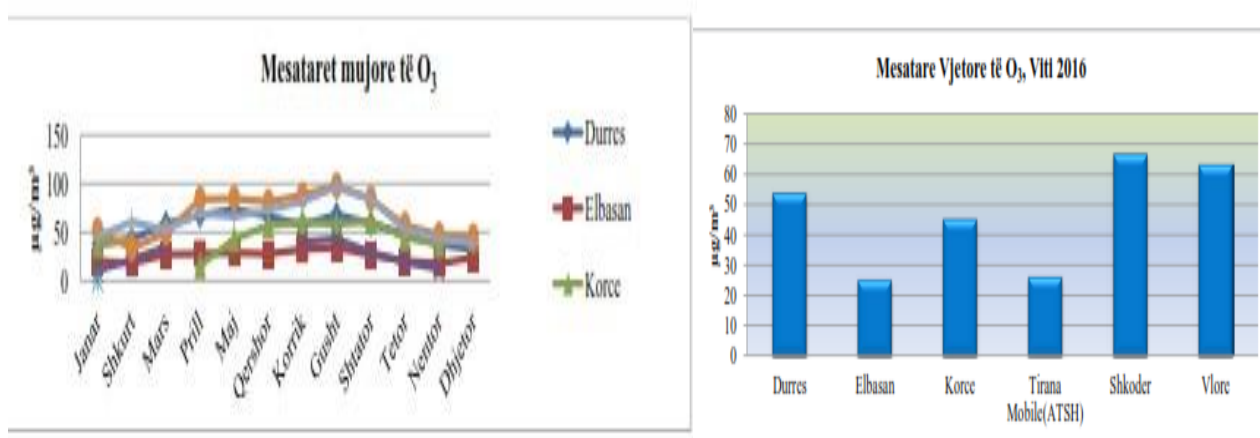 Mesataret mujore të O₃
150
100
50
0
µg/m³
Janar
Shkurt
Mars
Prill
Maj
Qershor
Korrik
Gusht
Shtator
Tetor
Nentor
Dhjetor
Durres
Elbasan
Korce
Mesatare Vjetore të O₃, Viti 2016
80
70
60
50
40
30
20
10
0
µg/m³
Durres
Elbasan
Korce
Tirana
Mobile(ATSH)
Shkoder
Vlore